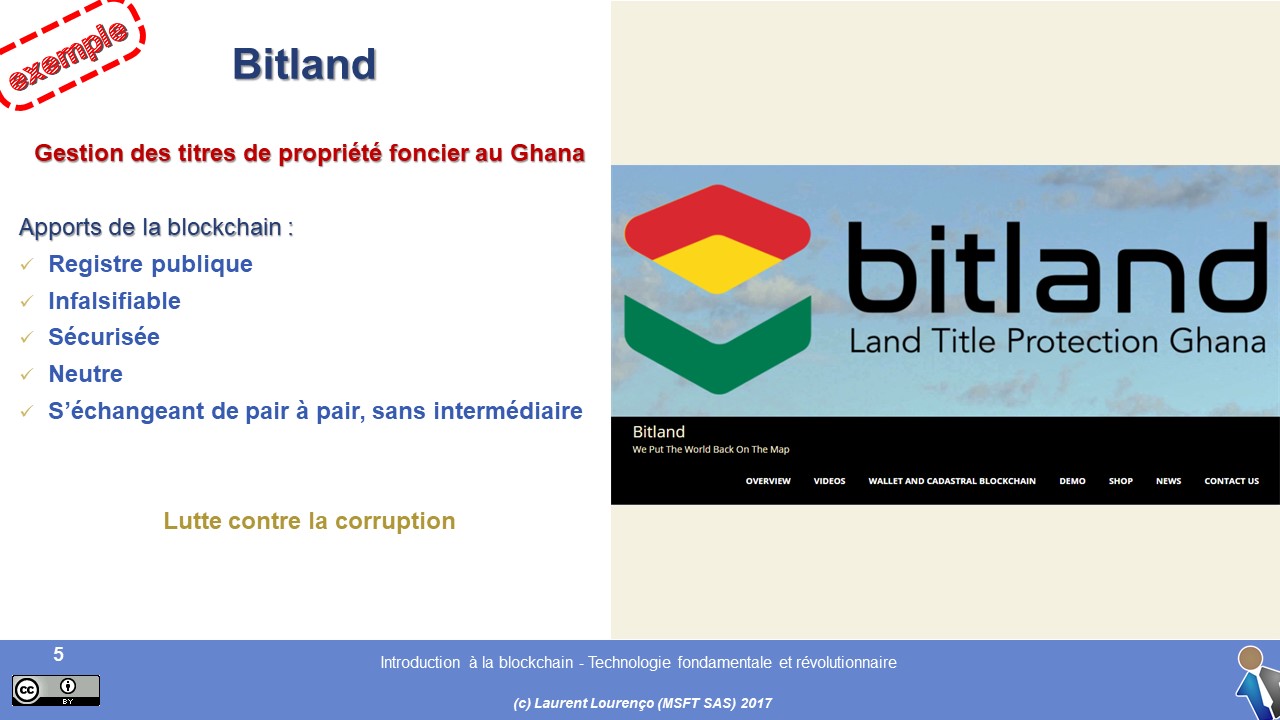 exemple
Bitland
Gestion des titres de propriété foncier au Ghana
Apports de la blockchain :
✓ Registre publique
✓ Infalsifiable
✓ Sécurisée
✓ Neutre
✓ S’échangeant de pair à pair, sans intermédiaire
Lutte contre la corruption
bitland
Land Title Protection Ghana
Bitland
We Put The World Back On The Map
OVERVIEW VIDEOS WALLET AND CADASTRAL BLOCKCHAIN DEMO SHOP NEWS CONTACT US
5
Introduction à la blockchain - Technologie fondamentale et révolutionnaire
cc BY
(c) Laurent Lourenço (MSFT SAS) 2017